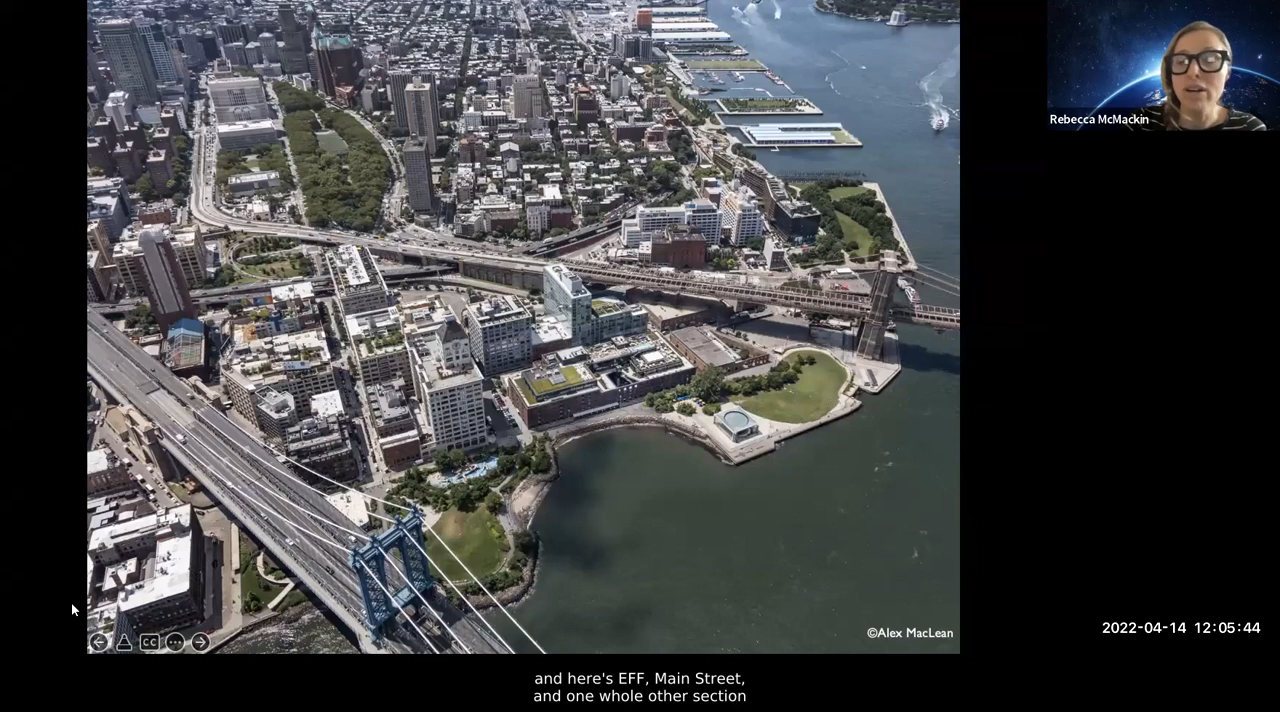 Rebecca McMackin
CC
©Alex MacLean
2022-04-14 12:05:44
and here's EFF, Main Street,
and one whole other section